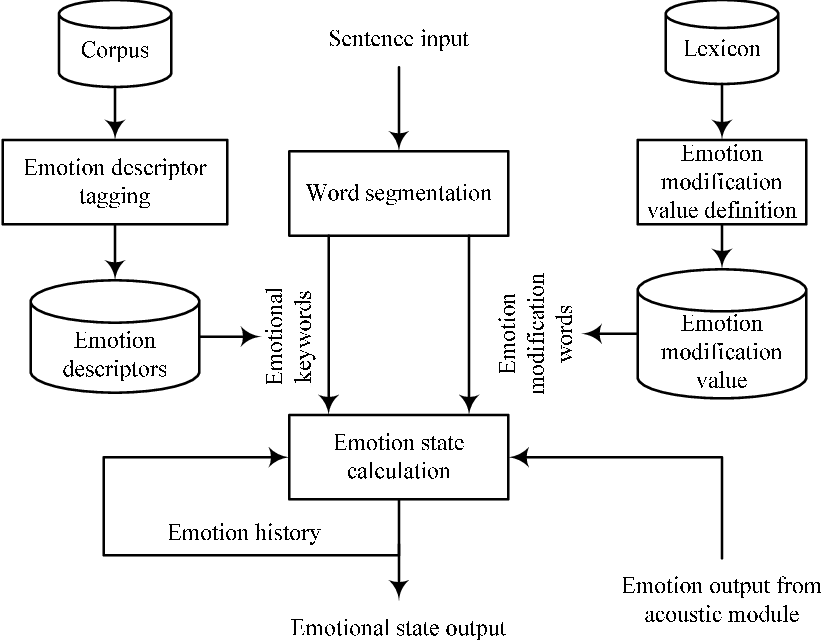 Corpus
Sentence input
Lexicon
Emotion descriptor
tagging
Word segmentation
Emotion
modification
value definition
Emotion
descriptors
Emotional
keywords
Emotion
modification
words
Emotion
modification
value
Emotion state
calculation
Emotion history
Emotional state output
Emotion output from
acoustic module